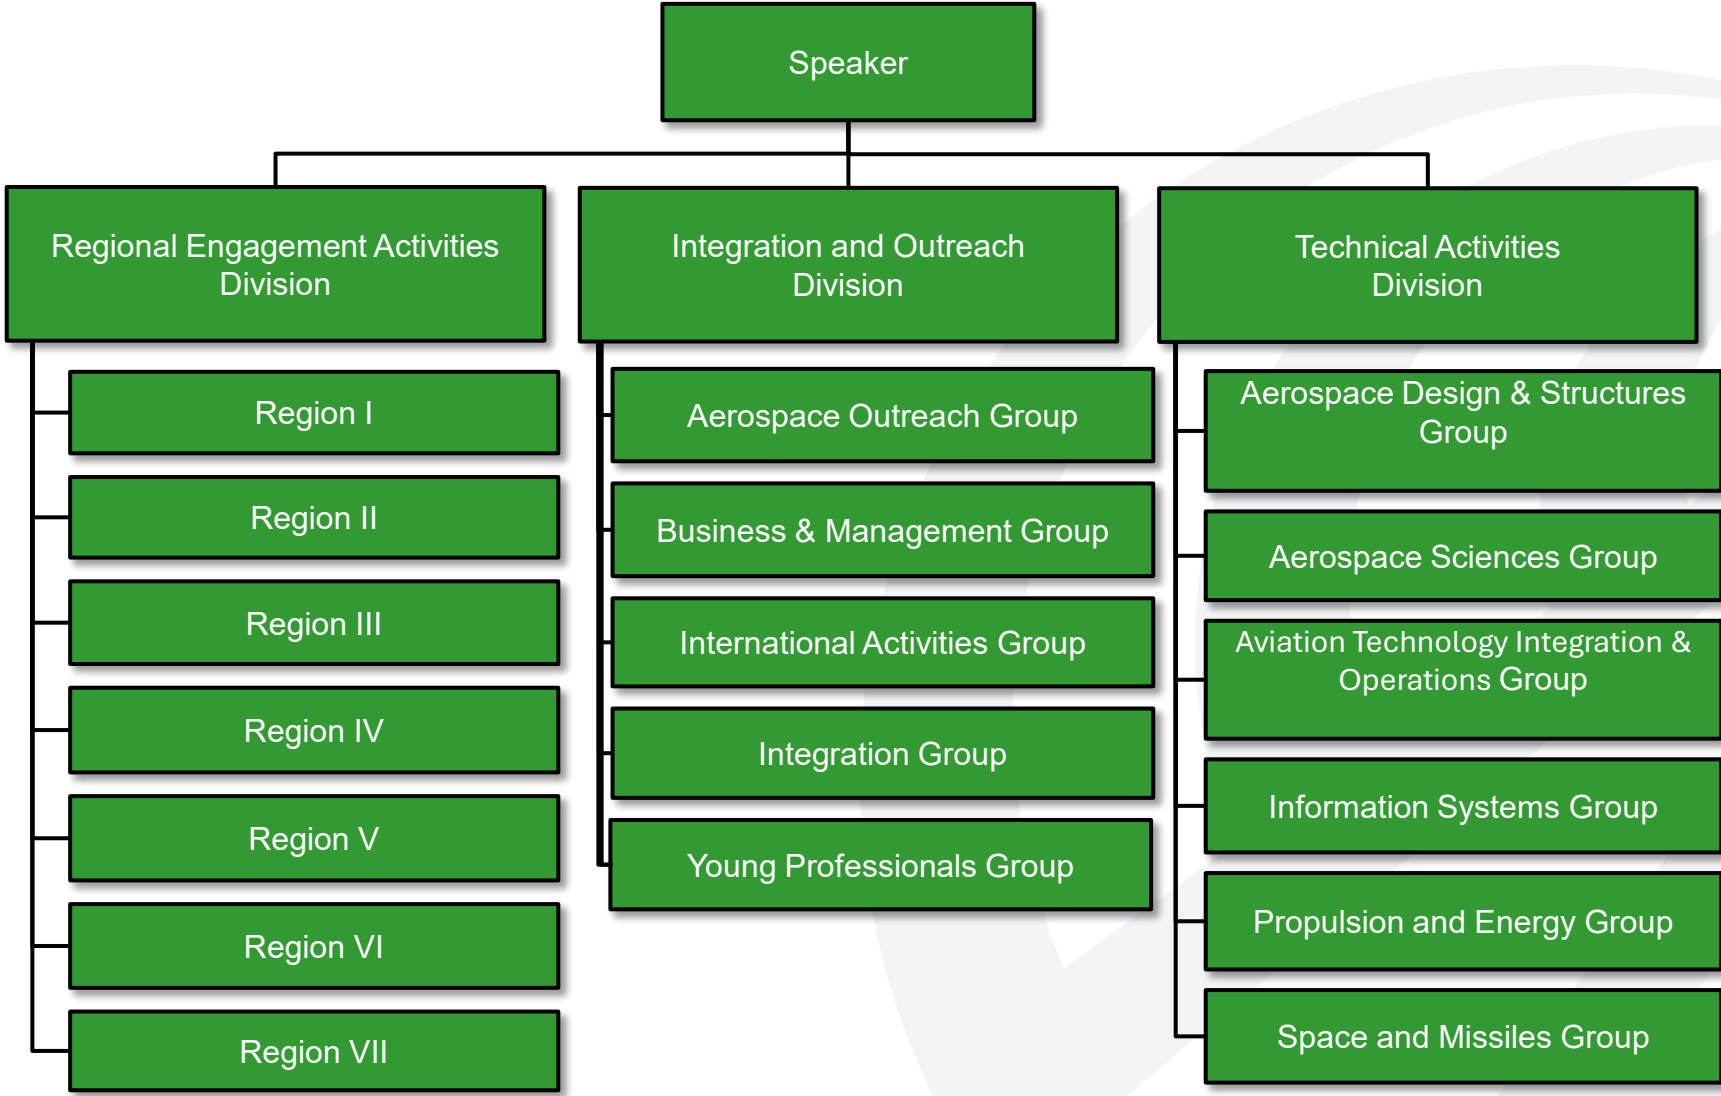 Speaker
Regional Engagement Activities
Division
Region I
Region II
Region III
Region IV
Region V
Region VI
Region VII
Integration and Outreach
Division
Aerospace Outreach Group
Business & Management Group
International Activities Group
Integration Group
Young Professionals Group
Technical Activities
Division
Aerospace Design & Structures
Group
Aerospace Sciences Group
Aviation Technology Integration &
Operations Group
Information Systems Group
Propulsion and Energy Group
Space and Missiles Group